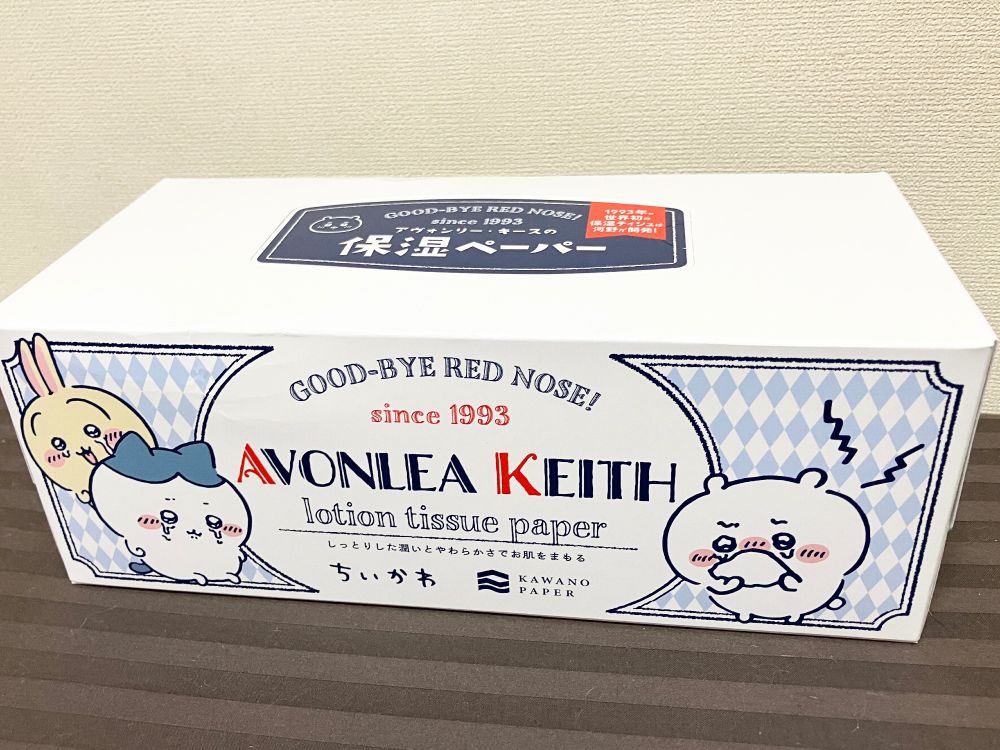 GOOD-BYE RED NOSE!
since 1993
アヴォンリー・キースの
保湿ペーパー
1993年。
世界初の
保湿ティシュは
河野が開発!
GOOD-BYE RED NOSE!
since 1993
AVONLEA KEITH
lotion tissue paper
しっとりした潤いとやわらかさでお肌をまもる
ちいかわ
KAWANO
PAPER